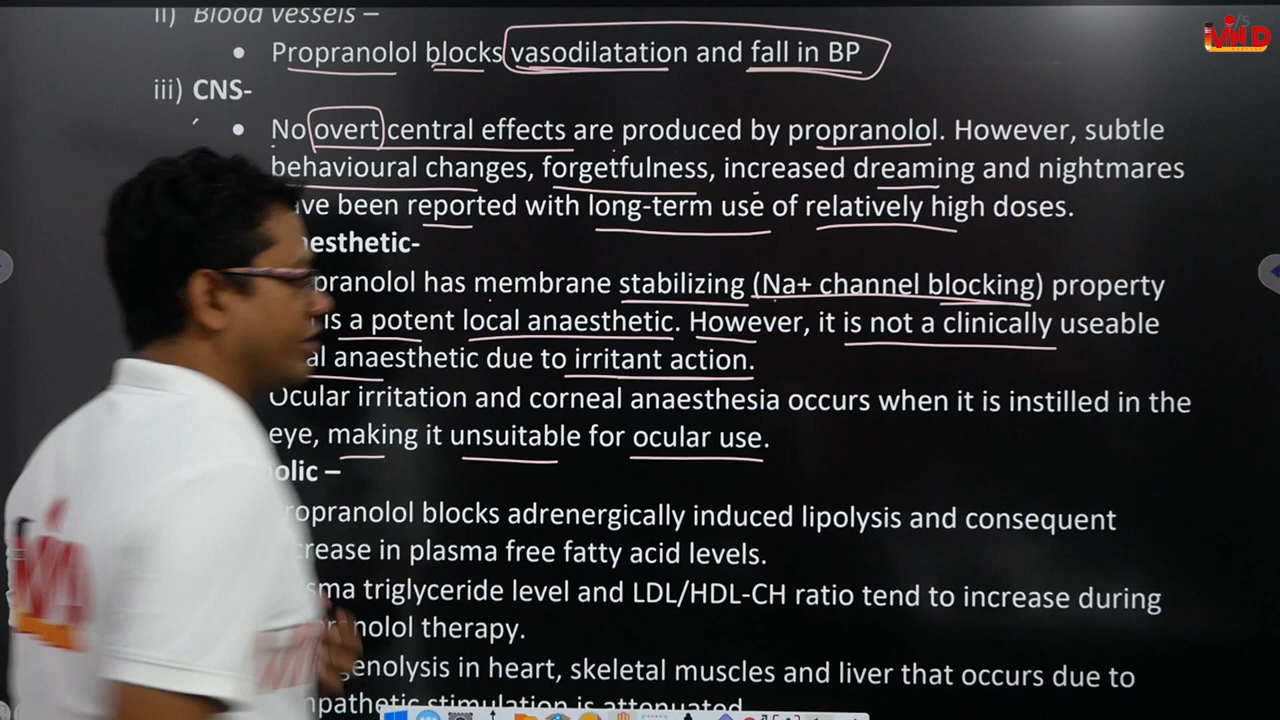 ii) Blood vessels –
• Propranolol blocks vasodilatation and fall in BP
iii) CNS-
• No overt central effects are produced by propranolol. However, subtle
behavioural changes, forgetfulness, increased dreaming and nightmares
ve been reported with long-term use of relatively high doses.
esthetic-
pranolol has membrane stabilizing (Na+ channel blocking) property
is a potent local anaesthetic. However, it is not a clinically useable
al anaesthetic due to irritant action.
Ocular irritation and corneal anaesthesia occurs when it is instilled in the
eye, making it unsuitable for ocular use.
olic –
ropranolol blocks adrenergically induced lipolysis and consequent
crease in plasma free fatty acid levels.
sma triglyceride level and LDL/HDL-CH ratio tend to increase during
nolol therapy.
genolysis in heart, skeletal muscles and liver that occurs due to
mpathetic stimulation is attenuated